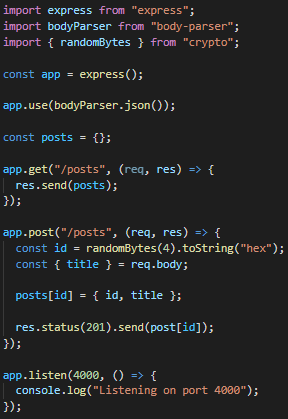 import express from "express";
import bodyParser from "body-parser";
import { randomBytes } from "crypto";
const app = express();
app.use(bodyParser.json());
const posts = {};
app.get("/posts", (req, res) => {
res.send(posts);
});
app.post("/posts", (req, res) => {
const id = randomBytes(4).toString("hex");
const { title } = req.body;
posts[id] = { id, title };
res.status(201).send(post[id]);
});
app.listen(4000, () => {
console.log("Listening on port 4000");
});